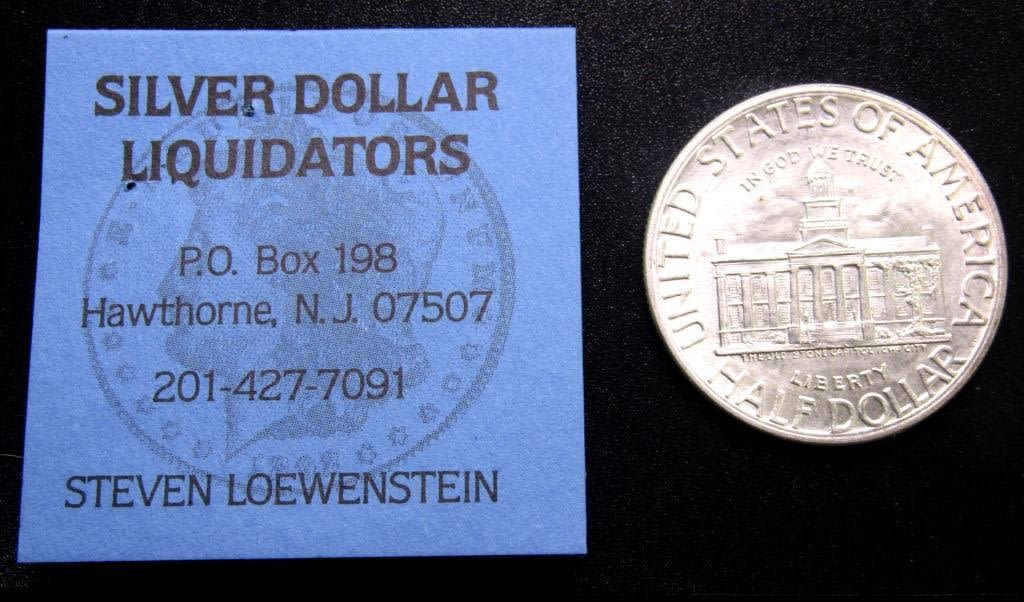 SILVER DOLLAR
LIQUIDATORS
P.O. Box 198
Hawthorne, N.J. 07507
201-427-7091
STEVEN LOEWENSTEIN
UNITED STATES OF AMERICA
IN GOD WE TRUST
THE OLD STONE CAPITOL IOWA CITY
LIBERTY
HALF DOLLAR